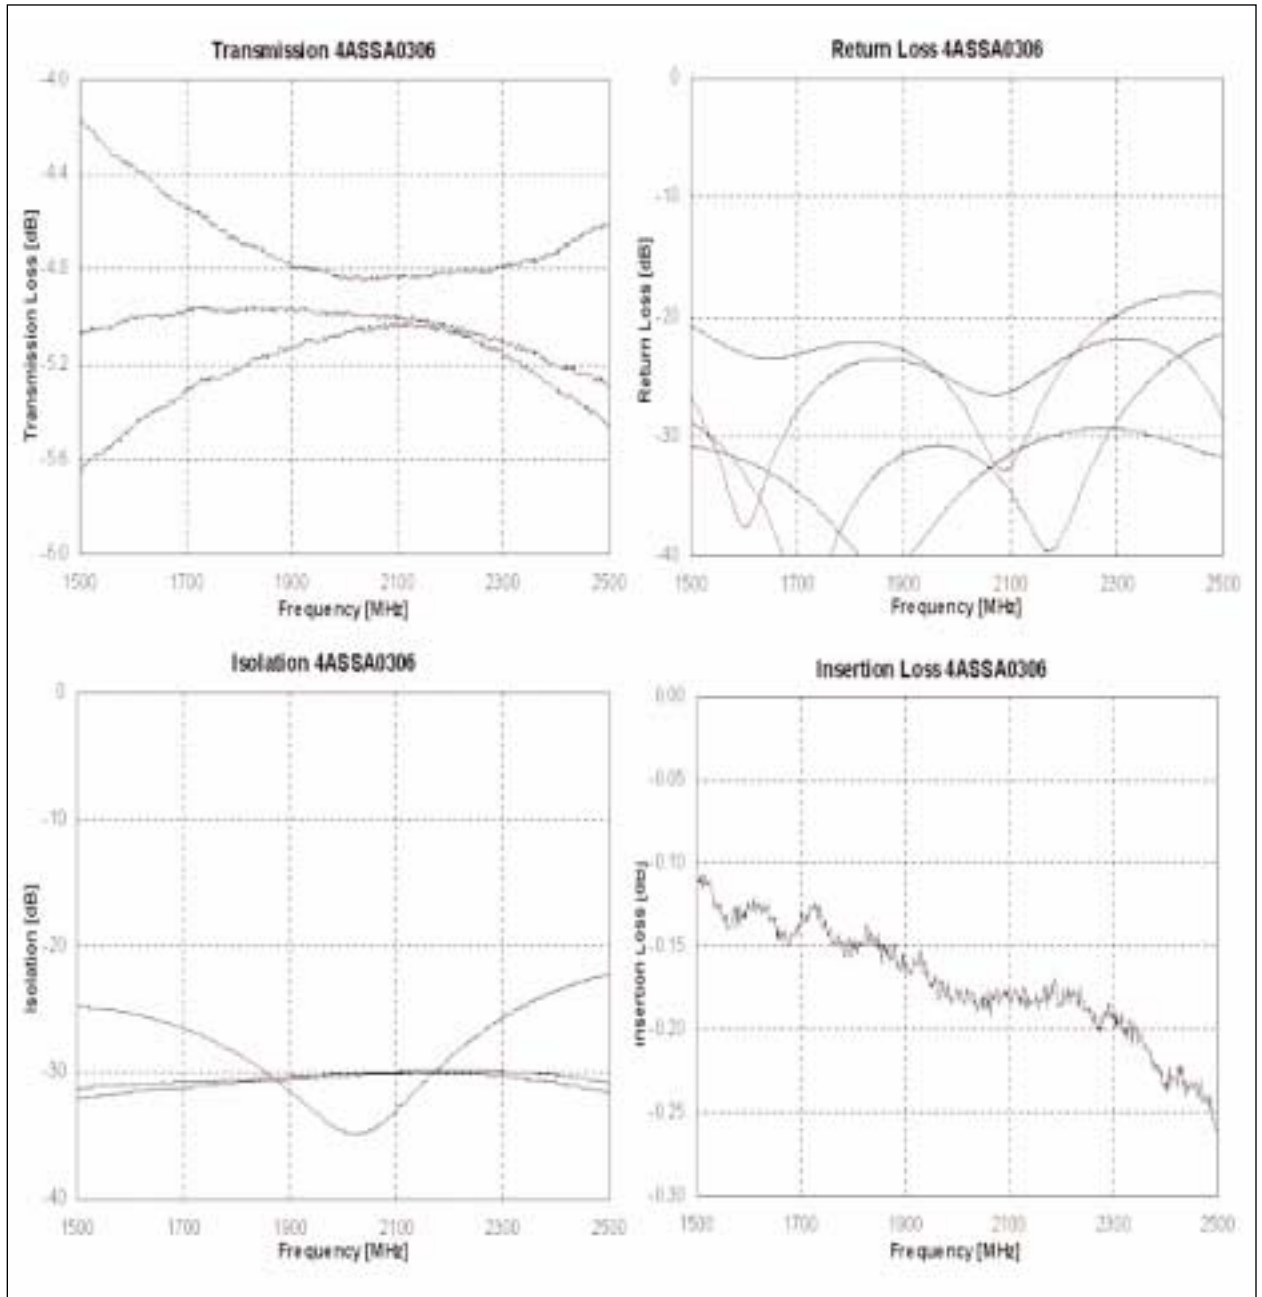 Transmission 4ASSA0306
Transmission Loss [dB]
-4.0
-4.4
-4.8
-5.2
-5.6
-6.0
1500 1700 1900 2100 2300 2500
Frequency [MHz]
Return Loss 4ASSA0306
Return Loss [dB]
0
-10
-20
-30
-40
1500 1700 1900 2100 2300 2500
Frequency [MHz]
Isolation 4ASSA0306
Isolation [dB]
0
-10
-20
-30
-40
1500 1700 1900 2100 2300 2500
Frequency [MHz]
Insertion Loss 4ASSA0306
Insertion Loss [dB]
0.00
-0.05
-0.10
-0.15
-0.20
-0.25
-0.30
1500 1700 1900 2100 2300 2500
Frequency [MHz]